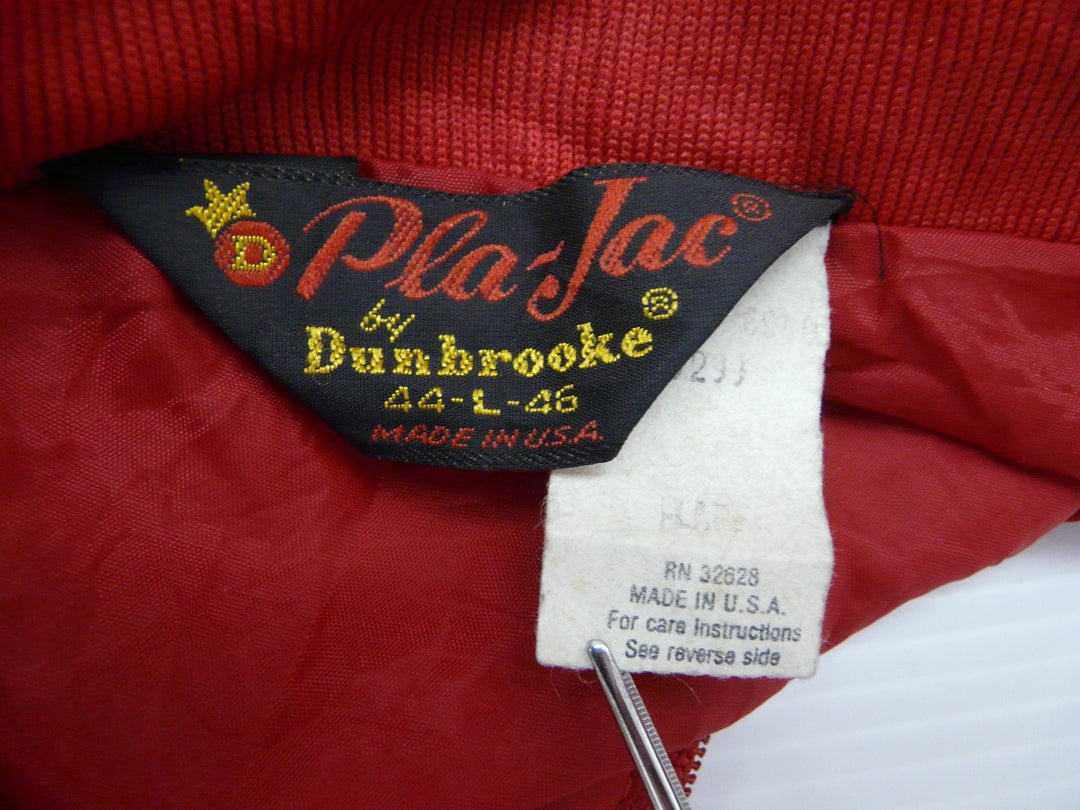 D Pla-Jac®
by
Dunbrooke®
44-L-46
MADE IN U.S.A.
RN 32628
MADE IN U.S.A.
For care Instructions
See reverse side